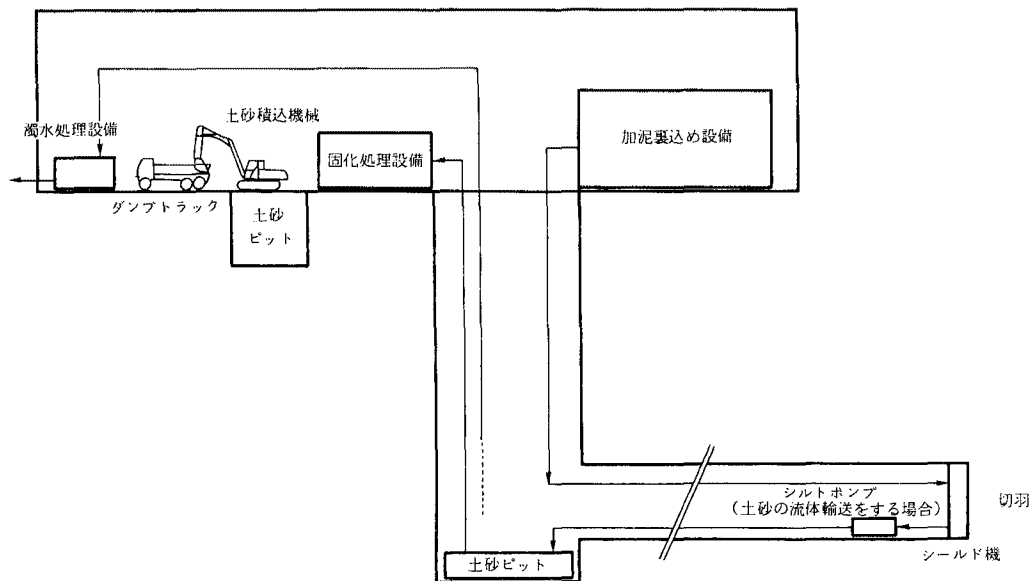 土砂積込機械
濁水処理設備
固化処理設備
加泥裏込め設備
ダンプトラック
土砂
ピット
シルトポンプ
(土砂の流体輸送をする場合)
切羽
シールド機
土砂ピット